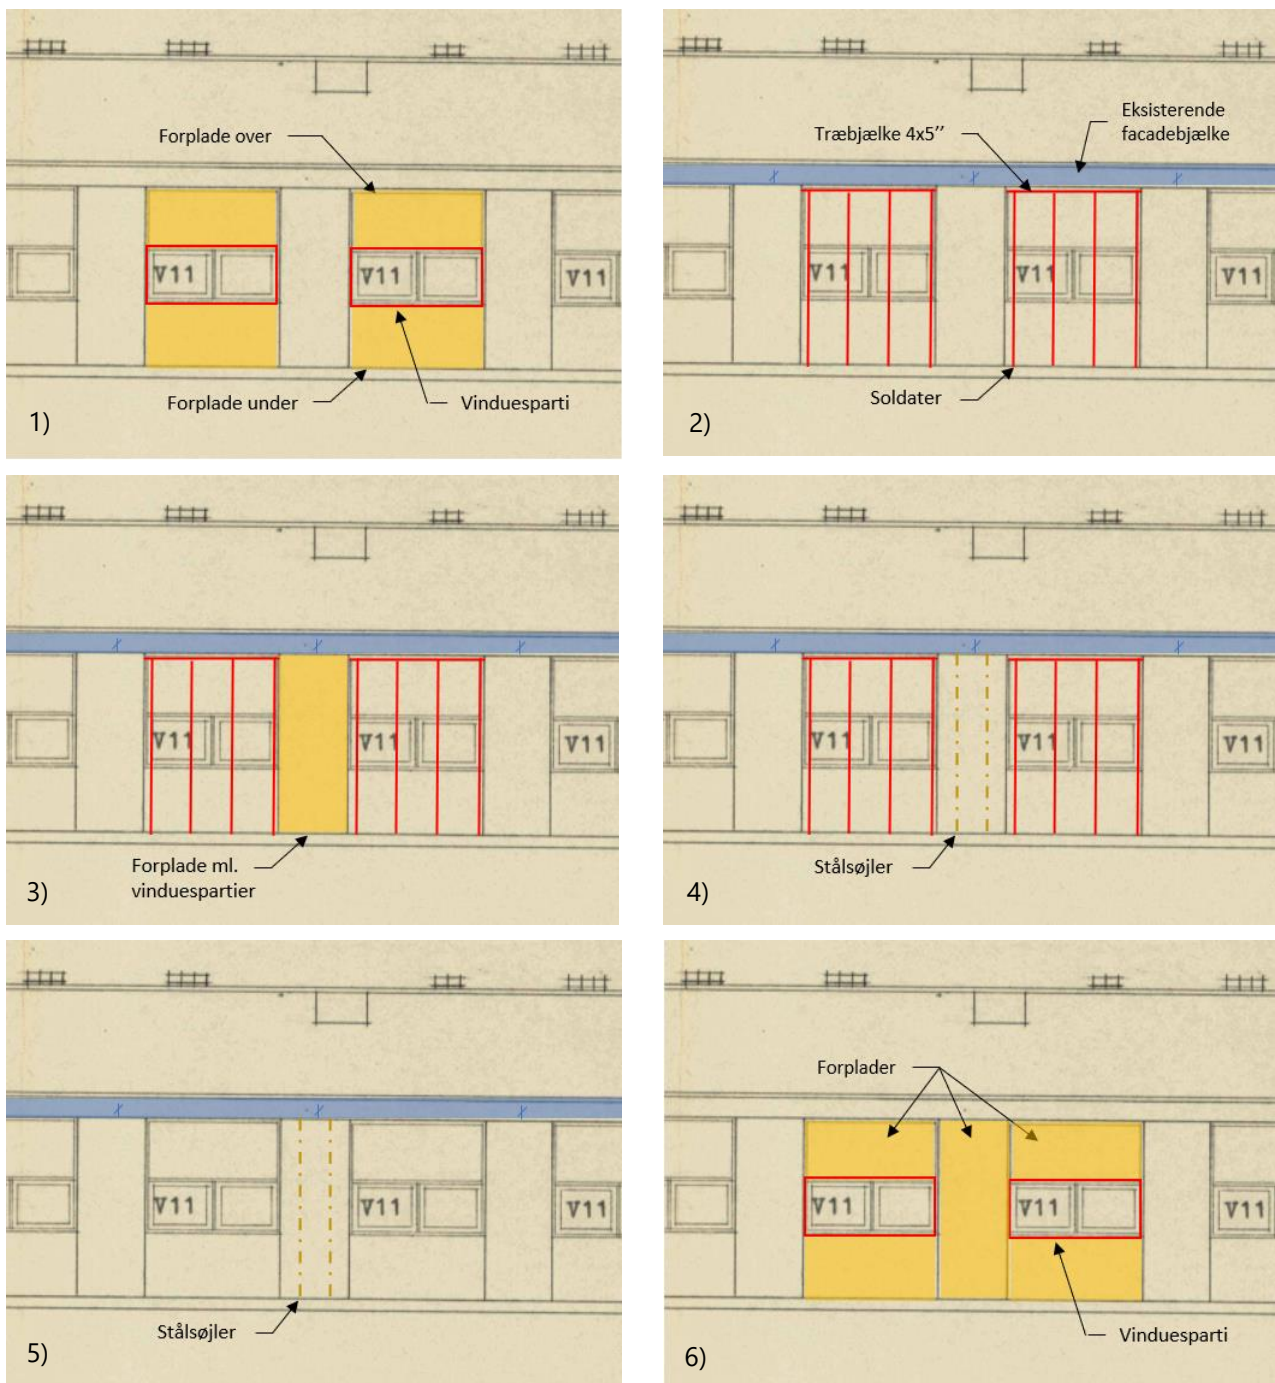 Forplade over
V11
V11
V11
Forplade under
Vinduesparti
1)
Eksisterende
facadebjælke
Træbjælke 4x5’’
V11
V11
V11
Soldater
2)
V11
V11
V11
Forplade ml.
vinduespartier
3)
V11
V11
V11
Stålsøjler
4)
V11
V11
V11
Stålsøjler
5)
Forplader
V11
V11
V11
Vinduesparti
6)